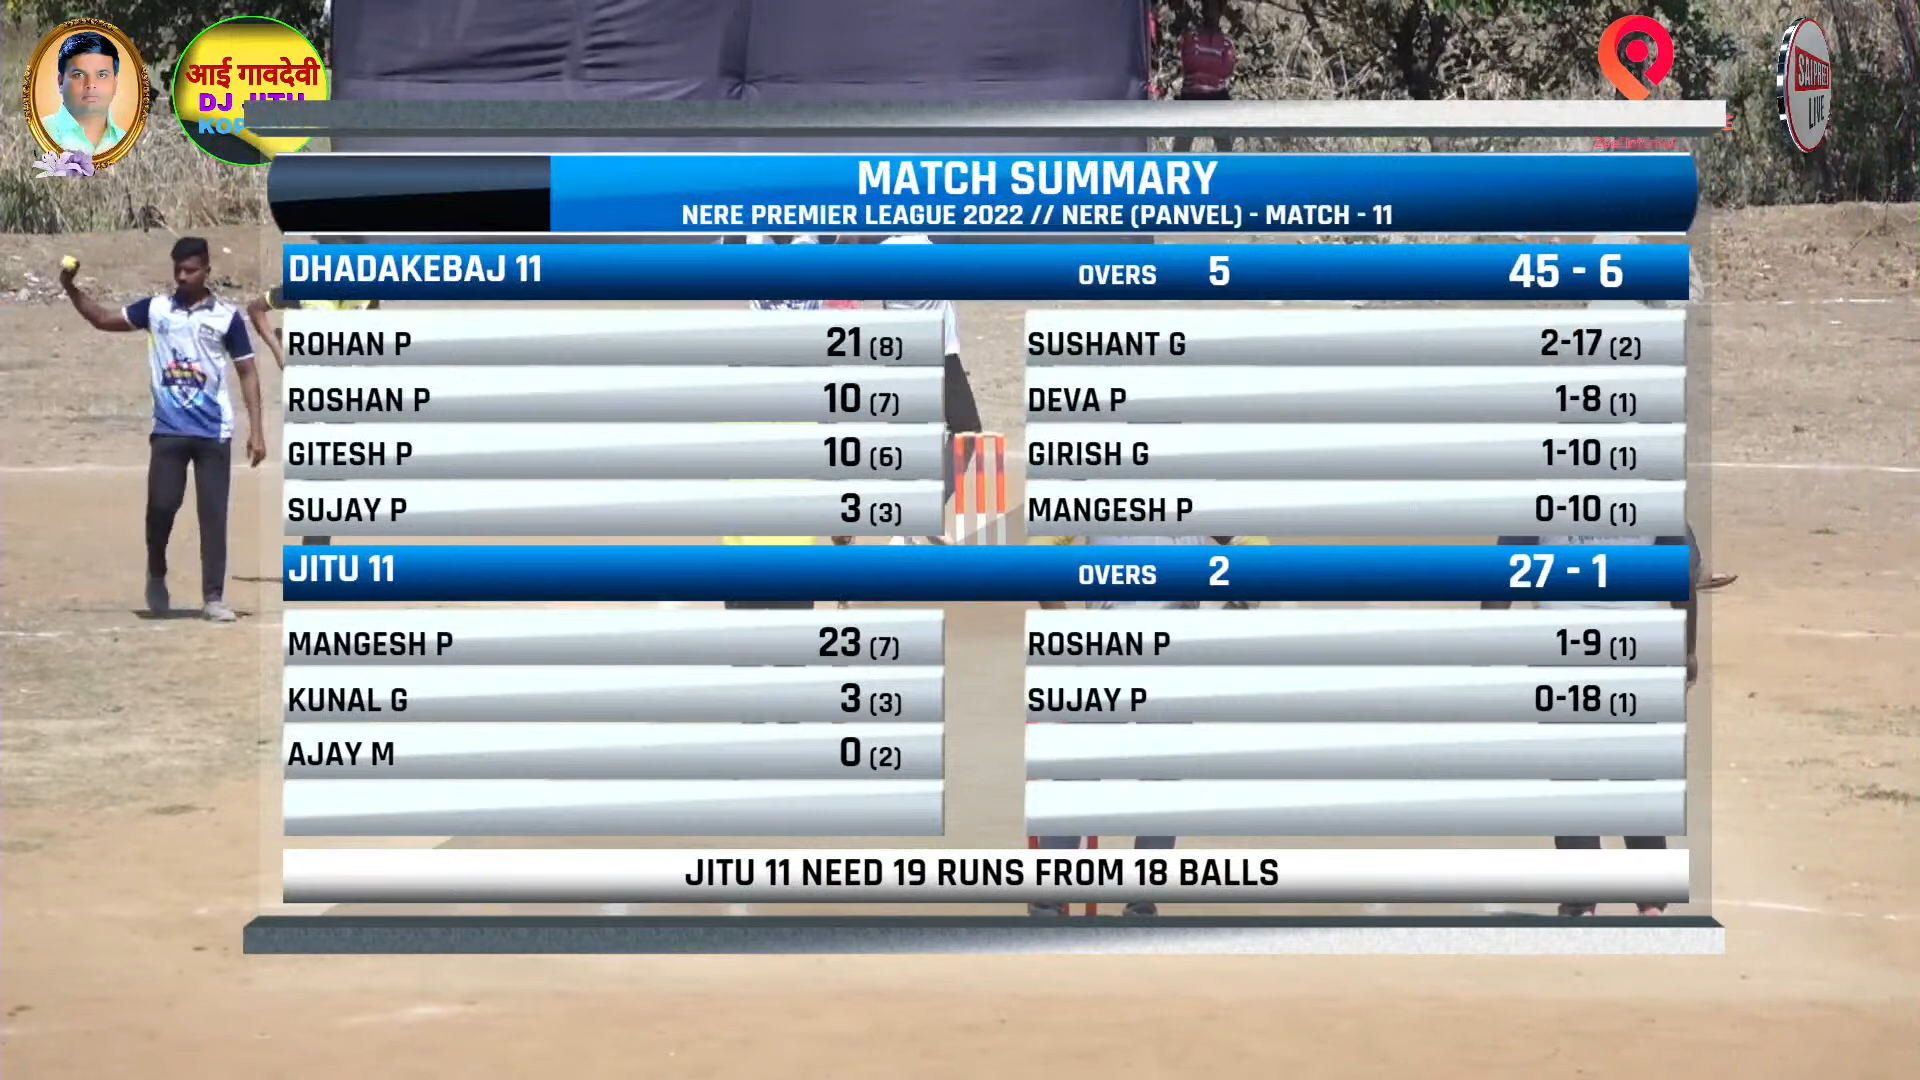 आई गावदेवी
DJ JITU
MATCH SUMMARY
NERE PREMIER LEAGUE 2022 // NERE (PANVEL) - MATCH - 11
DHADAKEBAJ 11 OVERS 5 45 - 6
ROHAN P 21 (8) SUSHANT G 2-17 (2)
ROSHAN P 10 (7) DEVA P 1-8 (1)
GITESH P 10 (6) GIRISH G 1-10 (1)
SUJAY P 3 (3) MANGESH P 0-10 (1)
JITU 11 OVERS 2 27 - 1
MANGESH P 23 (7) ROSHAN P 1-9 (1)
KUNAL G 3 (3) SUJAY P 0-18 (1)
AJAY M 0 (2)
JITU 11 NEED 19 RUNS FROM 18 BALLS
LIVE